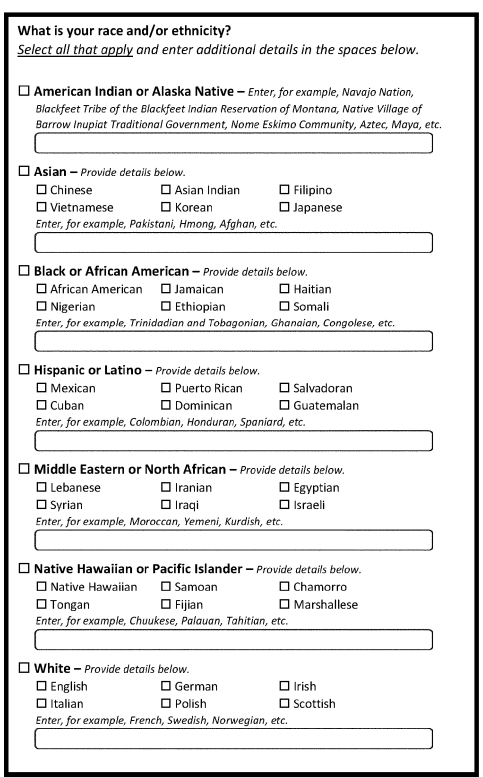 What is your race and/or ethnicity?
Select all that apply and enter additional details in the spaces below.
American Indian or Alaska Native – Enter, for example, Navajo Nation,
Blackfeet Tribe of the Blackfeet Indian Reservation of Montana, Native Village of
Barrow Inupiat Traditional Government, Nome Eskimo Community, Aztec, Maya, etc.
Asian – Provide details below.
Chinese Asian Indian Filipino
Vietnamese Korean Japanese
Enter, for example, Pakistani, Hmong, Afghan, etc.
Black or African American – Provide details below.
African American Jamaican Haitian
Nigerian Ethiopian Somali
Enter, for example, Trinidadian and Tobagonian, Ghanaian, Congolese, etc.
Hispanic or Latino – Provide details below.
Mexican Puerto Rican Salvadoran
Cuban Dominican Guatemalan
Enter, for example, Colombian, Honduran, Spaniard, etc.
Middle Eastern or North African – Provide details below.
Lebanese Iranian Egyptian
Syrian Iraqi Israeli
Enter, for example, Moroccan, Yemeni, Kurdish, etc.
Native Hawaiian or Pacific Islander – Provide details below.
Native Hawaiian Samoan Chamorro
Tongan Fijian Marshallese
Enter, for example, Chuukese, Palauan, Tahitian, etc.
White – Provide details below.
English German Irish
Italian Polish Scottish
Enter, for example, French, Swedish, Norwegian, etc.